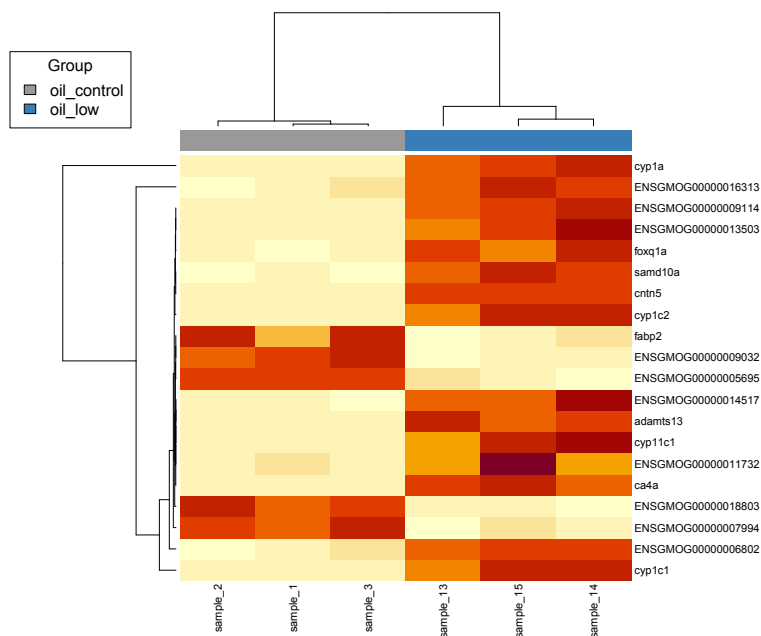 Group
oil_control
oil_low
cyp1a
ENSGMOG00000016313
ENSGMOG00000009114
ENSGMOG00000013503
foxq1a
samd10a
cntn5
cyp1c2
fabp2
ENSGMOG00000009032
ENSGMOG00000005695
ENSGMOG00000014517
adamts13
cyp11c1
ENSGMOG00000011732
ca4a
ENSGMOG00000018803
ENSGMOG00000007994
ENSGMOG00000006802
cyp1c1
sample_2
sample_1
sample_3
sample_13
sample_15
sample_14